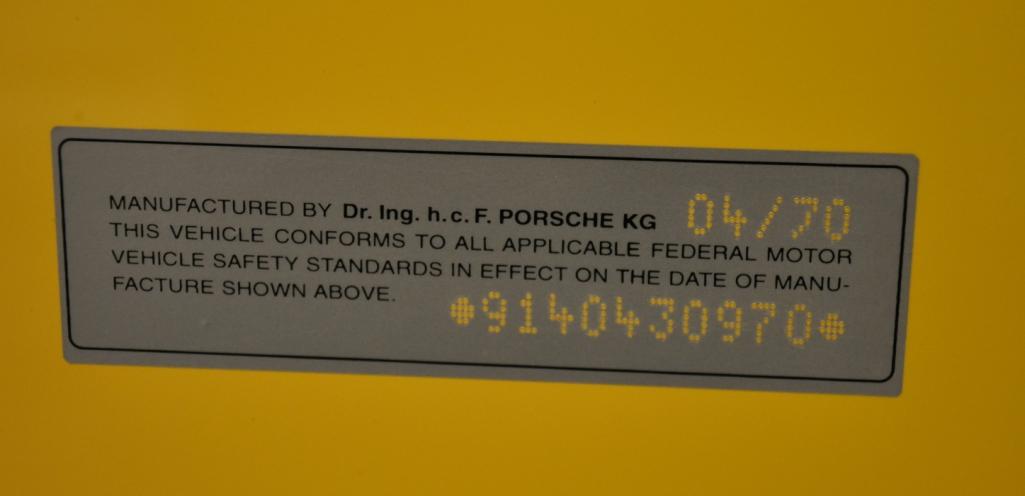 MANUFACTURED BY Dr. Ing. h.c. F. PORSCHE KG 04/70
THIS VEHICLE CONFORMS TO ALL APPLICABLE FEDERAL MOTOR
VEHICLE SAFETY STANDARDS IN EFFECT ON THE DATE OF MANU-
FACTURE SHOWN ABOVE. *9140430970*